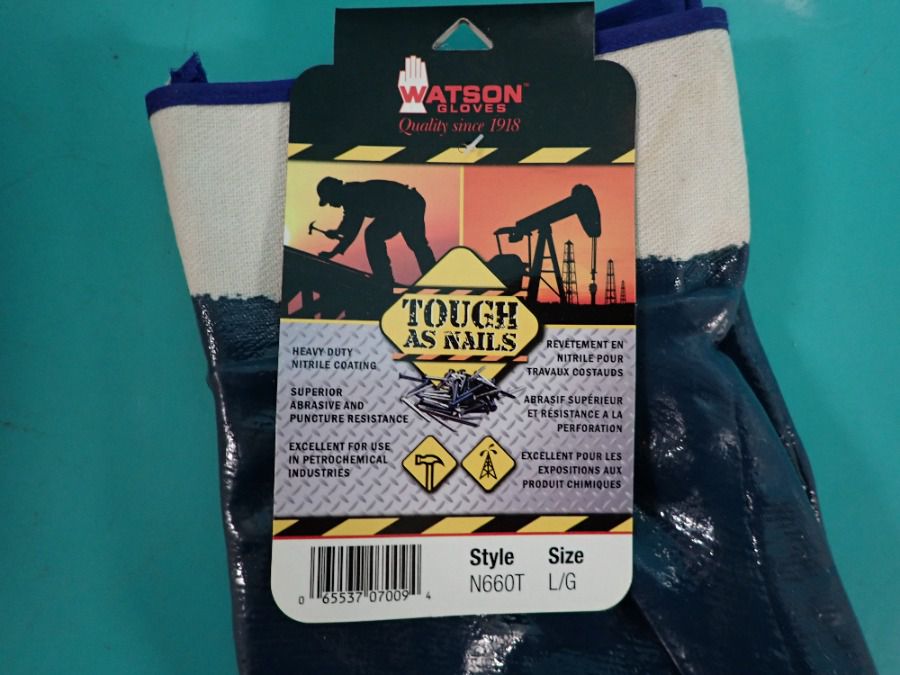 WATSON™
GLOVES
Quality since 1918
TOUGH
AS NAILS
HEAVY DUTY
NITRILE COATING
SUPERIOR
ABRASIVE AND
PUNCTURE RESISTANCE
EXCELLENT FOR USE
IN PETROCHEMICAL
INDUSTRIES
REVÊTEMENT EN
NITRILE POUR
TRAVAUX COSTAUDS
ABRASIF SUPÉRIEUR
ET RÉSISTANCE A LA
PERFORATION
EXCELLENT POUR LES
EXPOSITIONS AUX
PRODUIT CHIMIQUES
0 65537 07009 4
Style Size
N660T L/G